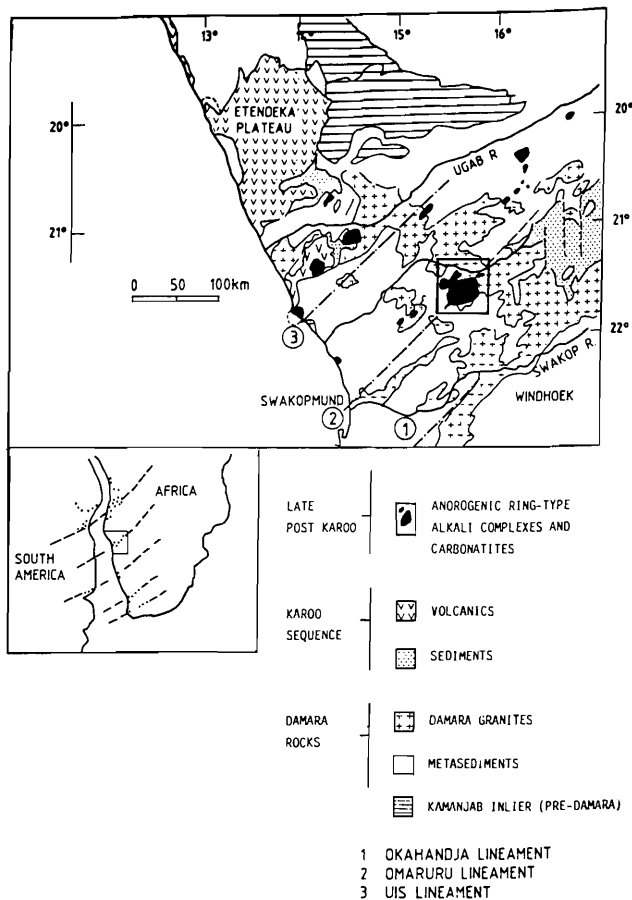 13° 14° 15° 16°
ETENDEKA
PLATEAU
20° 20°
UGAB R
21° 21°
0 50 100km
3
22°
SWAKOP R.
SWAKOPMUND
WINDHOEK
2 1
AFRICA
SOUTH
AMERICA
LATE
POST KAROO
ANOROGENIC RING-TYPE
ALKALI COMPLEXES AND
CARBONATITES
KAROO
SEQUENCE
VOLCANICS
SEDIMENTS
DAMARA
ROCKS
DAMARA GRANITES
METASEDIMENTS
KAMANJAB INLIER (PRE-DAMARA)
1 OKAHANDJA LINEAMENT
2 OMARURU LINEAMENT
3 UIS LINEAMENT